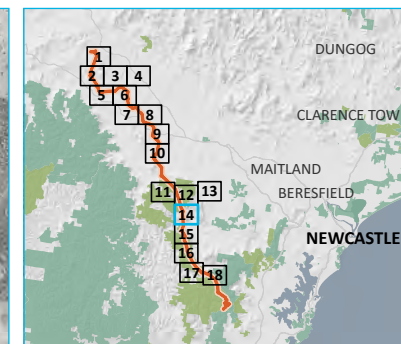 DUNGOG
1
2 3 4
5 6
7 8
CLARENCE TOW
9
10
MAITLAND
11 12 13
BERESFIELD
14
15
NEWCASTLE
16
17 18